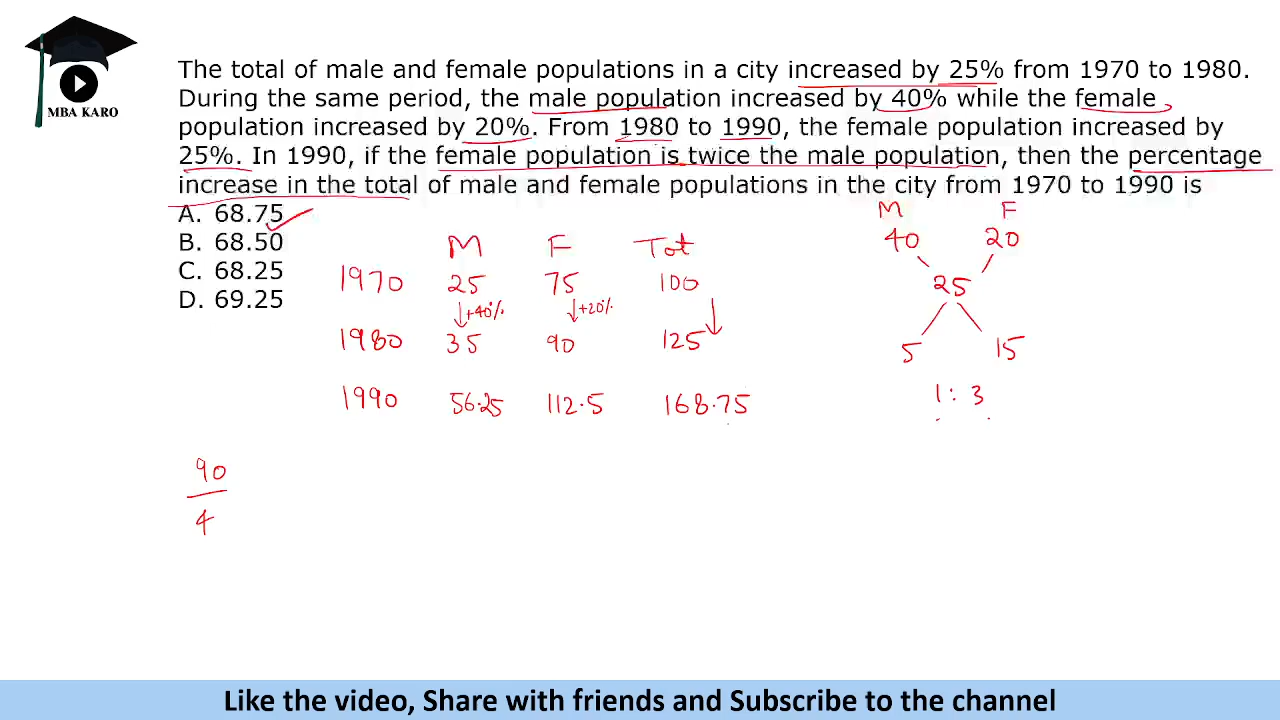 MBA KARO
The total of male and female populations in a city increased by 25% from 1970 to 1980.
During the same period, the male population increased by 40% while the female
population increased by 20%. From 1980 to 1990, the female population increased by
25%. In 1990, if the female population is twice the male population, then the percentage
increase in the total of male and female populations in the city from 1970 to 1990 is
A. 68.75
B. 68.50
C. 68.25
D. 69.25
M F Tot
1970 25 75 100
+40% +20%
1980 35 90 125
1990 56.25 112.5 168.75
M F
40 20
25
5 15
1 : 3
90
4
Like the video, Share with friends and Subscribe to the channel